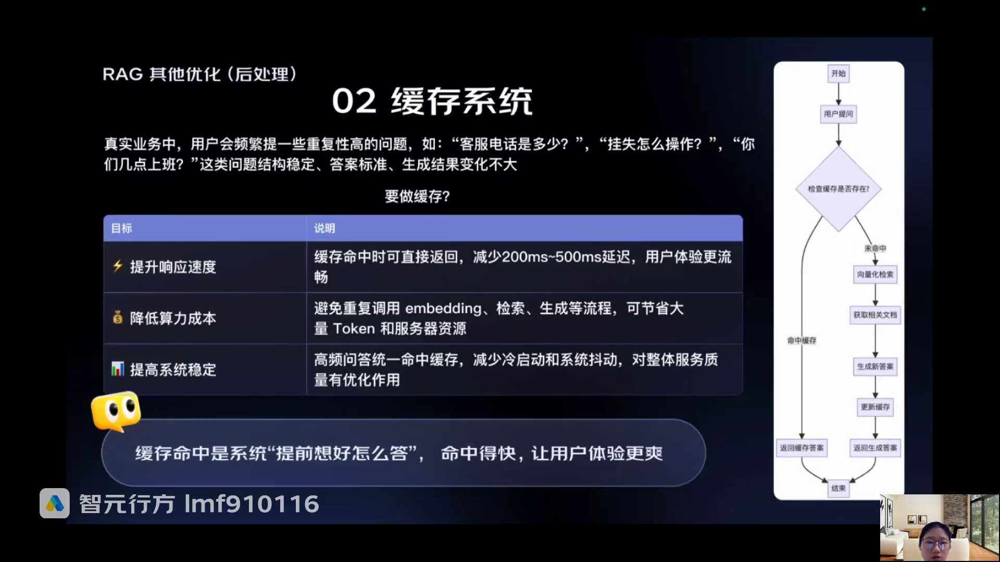 RAG 其他优化（后处理）
02 缓存系统
真实业务中，用户会频繁提一些重复性高的问题，如：“客服电话是多少？”，“挂失怎么操作？”，“你
们几点上班？”这类问题结构稳定、答案标准、生成结果变化不大
要做缓存？
目标
说明
⚡ 提升响应速度
缓存命中时可直接返回，减少200ms~500ms延迟，用户体验更流
畅
💰 降低算力成本
避免重复调用 embedding、检索、生成等流程，可节省大
量 Token 和服务器资源
📊 提高系统稳定
高频问答统一命中缓存，减少冷启动和系统抖动，对整体服务质
量有优化作用
缓存命中是系统“提前想好怎么答”， 命中得快，让用户体验更爽
智元行方 lmf910116
开始
用户提问
检查缓存是否存在?
未命中
向量化检索
获取相关文档
命中缓存
生成新答案
更新缓存
返回缓存答案
返回生成答案
结束